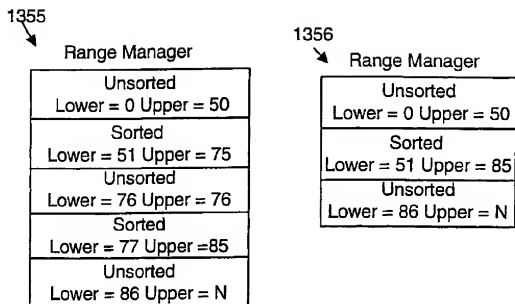 1355
Range Manager
Unsorted
Lower = 0 Upper = 50
Sorted
Lower = 51 Upper = 75
Unsorted
Lower = 76 Upper = 76
Sorted
Lower = 77 Upper =85
Unsorted
Lower = 86 Upper = N
1356
Range Manager
Unsorted
Lower = 0 Upper = 50
Sorted
Lower = 51 Upper = 85
Unsorted
Lower = 86 Upper = N